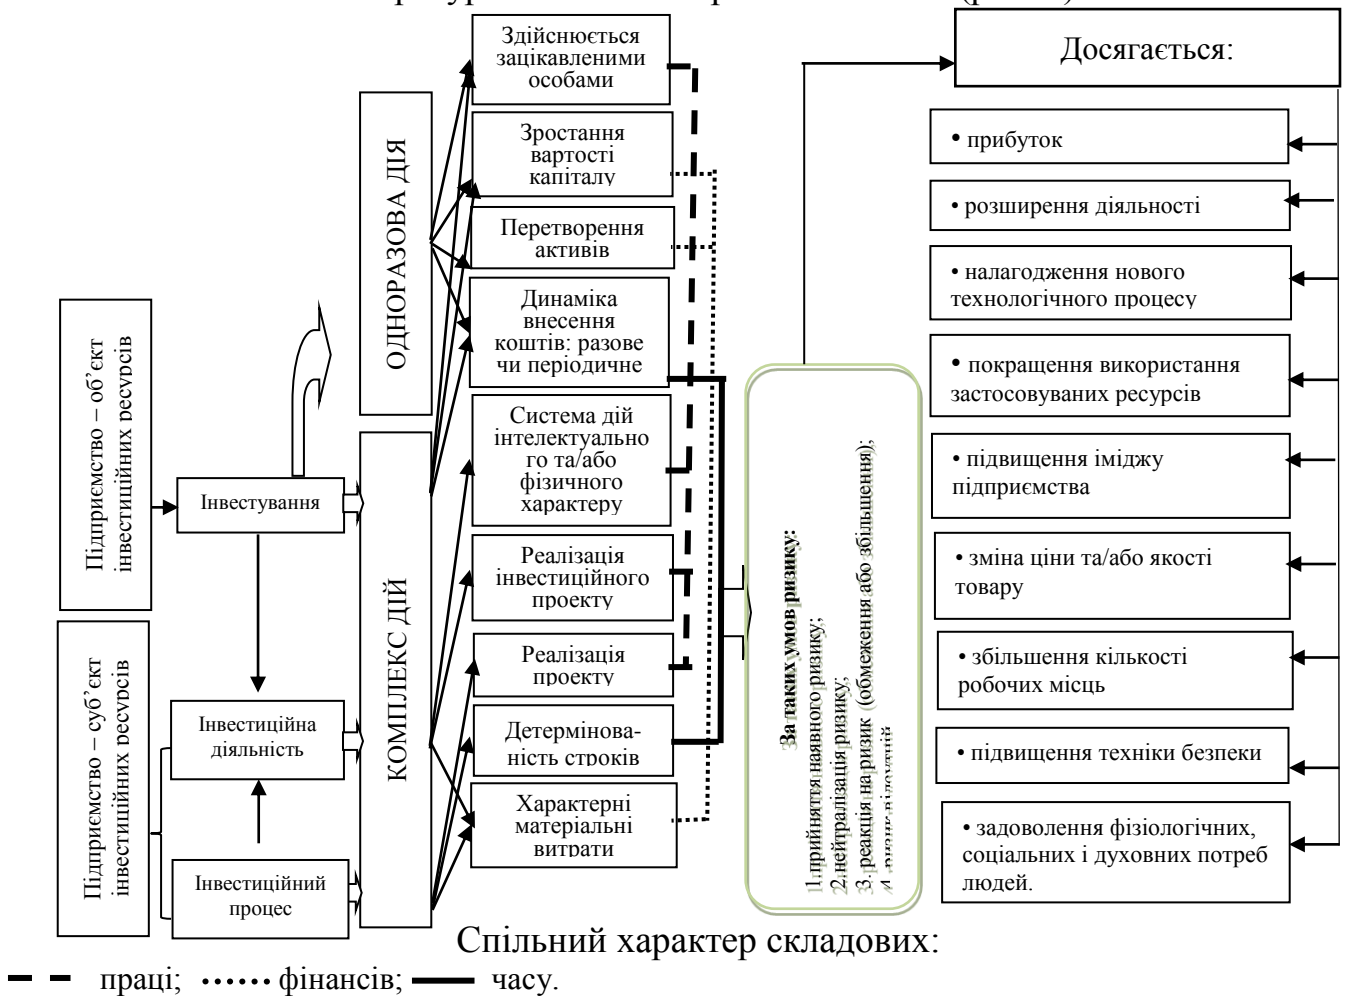 Здійснюється
зацікавленими
особами
Зростання
вартості
капіталу
Перетворення
активів
Динаміка
внесення
коштів: разове
чи періодичне
Система дій
інтелектуально
го та/або
фізичного
характеру
Реалізація
інвестиційного
проекту
Реалізація
проекту
Детермінова-
ність строків
Характерні
матеріальні
витрати
ОДНОРАЗОВА ДІЯ
КОМПЛЕКС ДІЙ
Підприємство – об’єкт
інвестиційних ресурсів
Підприємство – суб’єкт
інвестиційних ресурсів
Інвестування
Інвестиційна
діяльність
Інвестиційний
процес
За таких умов ризику:
1.прийняття наявного ризику;
2.нейтралізація ризику;
3.реакція на ризик (обмеження або збільшення);
Досягається:
• прибуток
• розширення діяльності
• налагодження нового
технологічного процесу
• покращення використання
застосовуваних ресурсів
• підвищення іміджу
підприємства
• зміна ціни та/або якості
товару
• збільшення кількості
робочих місць
• підвищення техніки безпеки
• задоволення фізіологічних,
соціальних і духовних потреб
людей.
Спільний характер складових:
праці; фінансів; часу.